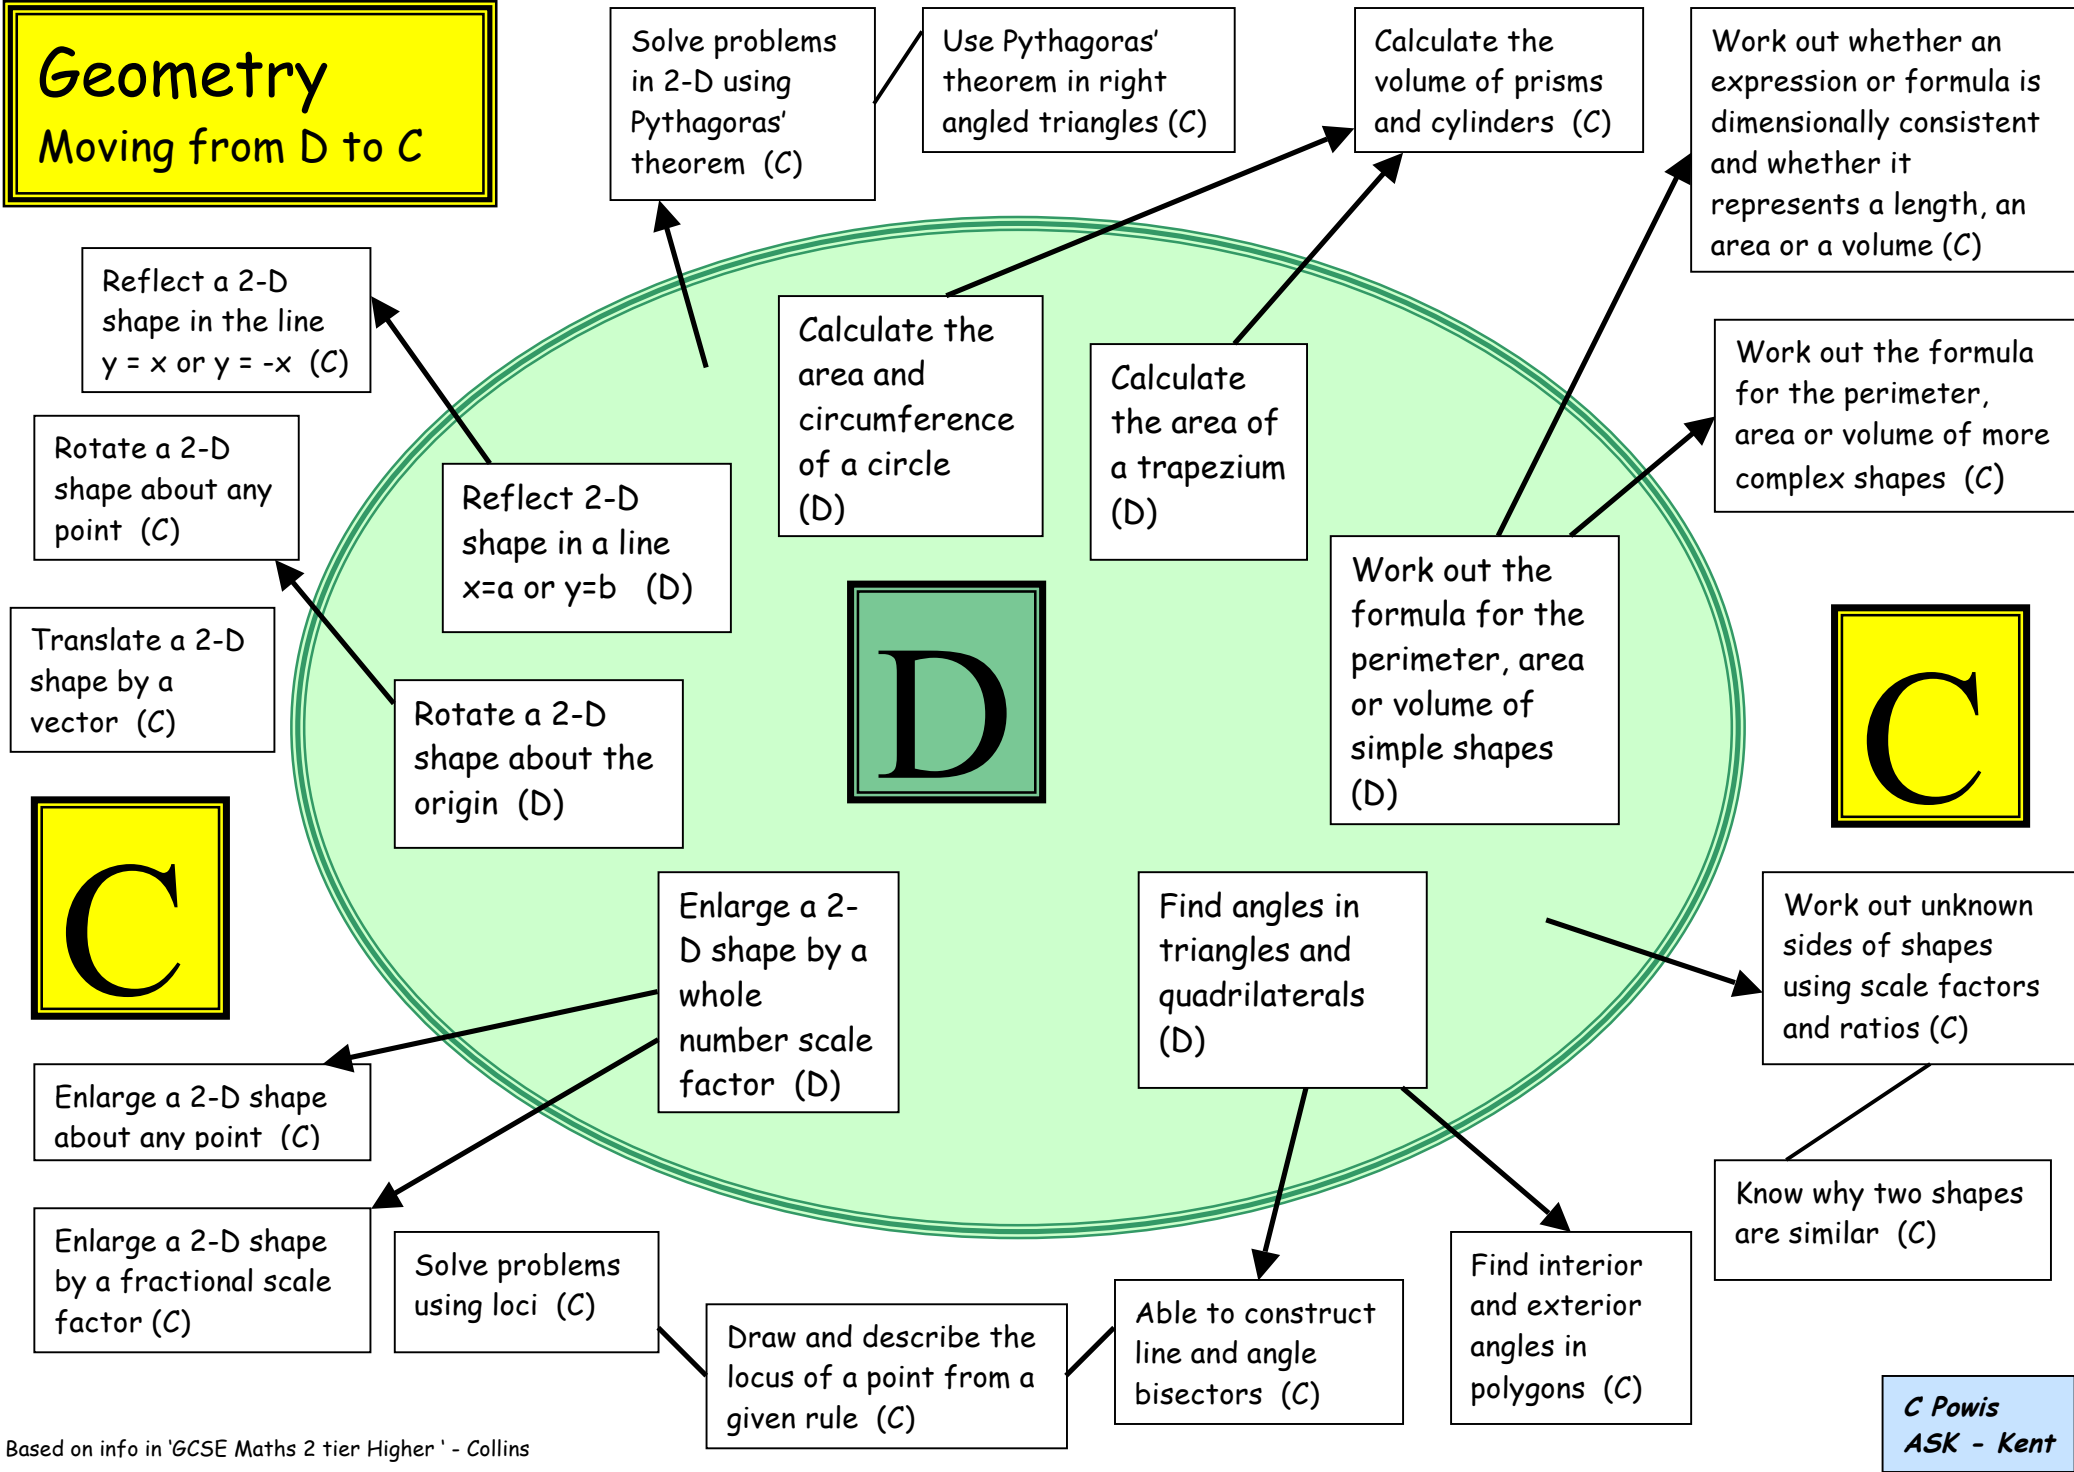 Geometry
Moving from D to C
Solve problems
in 2-D using
Pythagoras’
theorem (C)
Use Pythagoras’
theorem in right
angled triangles (C)
Calculate the
volume of prisms
and cylinders (C)
Work out whether an
expression or formula is
dimensionally consistent
and whether it
represents a length, an
area or a volume (C)
Reflect a 2-D
shape in the line
y = x or y = -x (C)
Calculate the
area and
circumference
of a circle
(D)
Calculate
the area of
a trapezium
(D)
Work out the formula
for the perimeter,
area or volume of more
complex shapes (C)
Rotate a 2-D
shape about any
point (C)
Reflect 2-D
shape in a line
x=a or y=b (D)
Work out the
formula for the
perimeter, area
or volume of
simple shapes
(D)
Translate a 2-D
shape by a
vector (C)
Rotate a 2-D
shape about the
origin (D)
D
C
C
Enlarge a 2-
D shape by a
whole
number scale
factor (D)
Find angles in
triangles and
quadrilaterals
(D)
Work out unknown
sides of shapes
using scale factors
and ratios (C)
Enlarge a 2-D shape
about any point (C)
Know why two shapes
are similar (C)
Enlarge a 2-D shape
by a fractional scale
factor (C)
Solve problems
using loci (C)
Draw and describe the
locus of a point from a
given rule (C)
Able to construct
line and angle
bisectors (C)
Find interior
and exterior
angles in
polygons (C)
C Powis
ASK - Kent
Based on info in ‘GCSE Maths 2 tier Higher ‘ - Collins